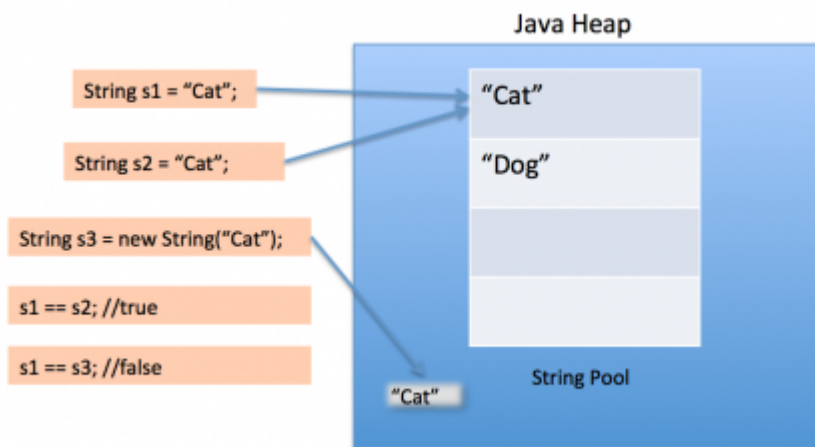 Java Heap
String s1 = “Cat”;
String s2 = “Cat”;
String s3 = new String(“Cat”);
s1 == s2; //true
s1 == s3; //false
“Cat”
“Dog”
String Pool
“Cat”